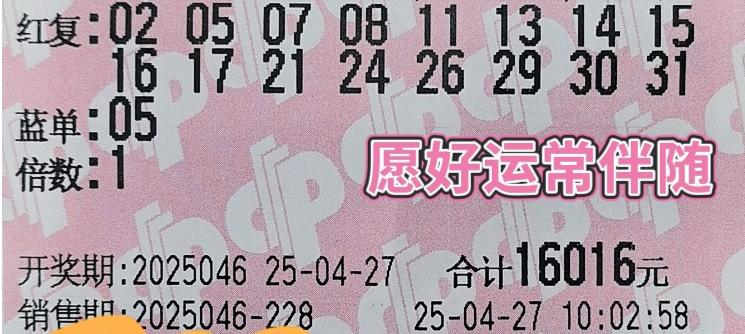 红复:02 05 07 08 11 13 14 15
16 17 21 24 26 29 30 31
蓝单:05
倍数:1
愿好运常伴随
开奖期:2025046 25-04-27 合计16016元
销售期:2025046-228 25-04-27 10:02:58